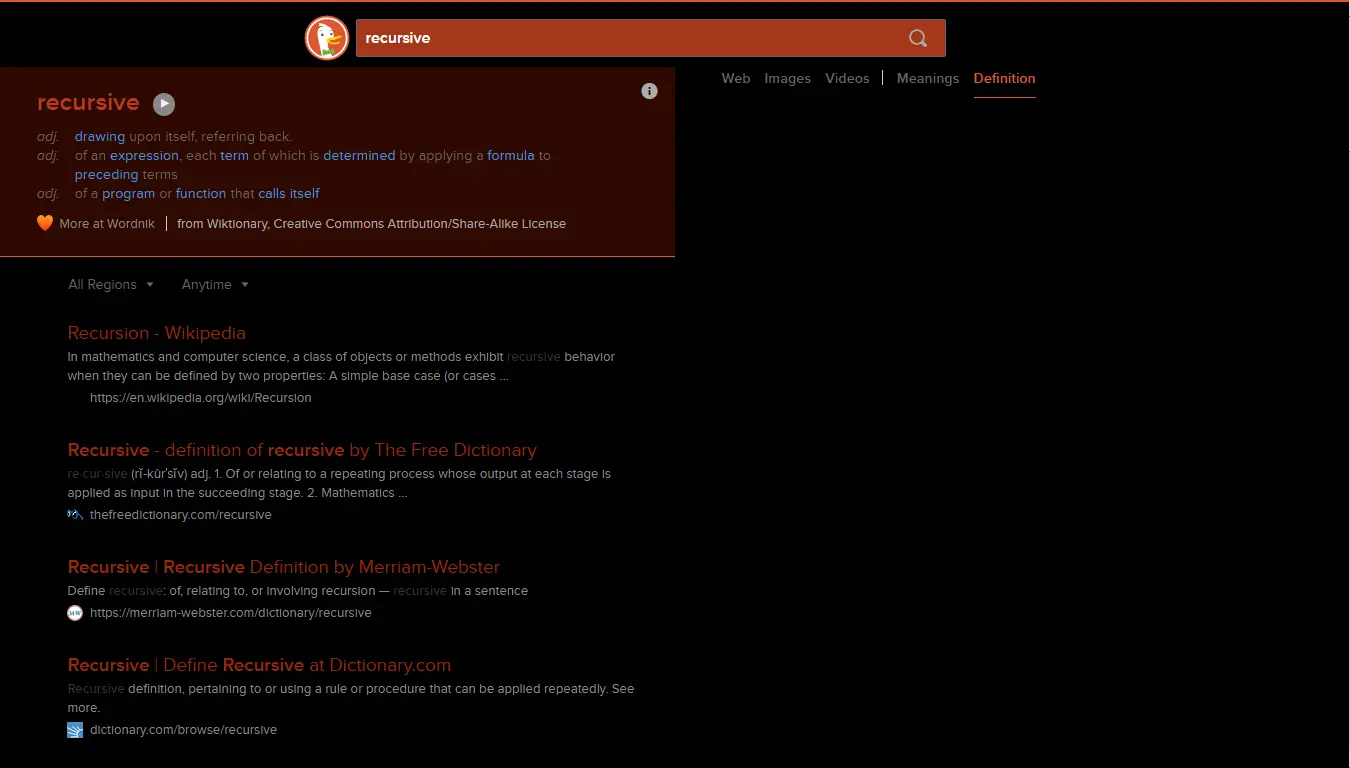 recursive
Web Images Videos | Meanings Definition
recursive
adj. drawing upon itself, referring back.
adj. of an expression, each term of which is determined by applying a formula to
preceding terms
adj. of a program or function that calls itself
More at Wordnik | from Wiktionary, Creative Commons Attribution/Share-Alike License
All Regions Anytime
Recursion - Wikipedia
In mathematics and computer science, a class of objects or methods exhibit recursive behavior
when they can be defined by two properties: A simple base case (or cases ...
https://en.wikipedia.org/wiki/Recursion
Recursive - definition of recursive by The Free Dictionary
re·cur·sive (rĭ-kûr′sĭv) adj. 1. Of or relating to a repeating process whose output at each stage is
applied as input in the succeeding stage. 2. Mathematics ...
thefreedictionary.com/recursive
Recursive | Recursive Definition by Merriam-Webster
Define recursive: of, relating to, or involving recursion — recursive in a sentence
MW https://merriam-webster.com/dictionary/recursive
Recursive | Define Recursive at Dictionary.com
Recursive definition, pertaining to or using a rule or procedure that can be applied repeatedly. See
more.
dictionary.com/browse/recursive